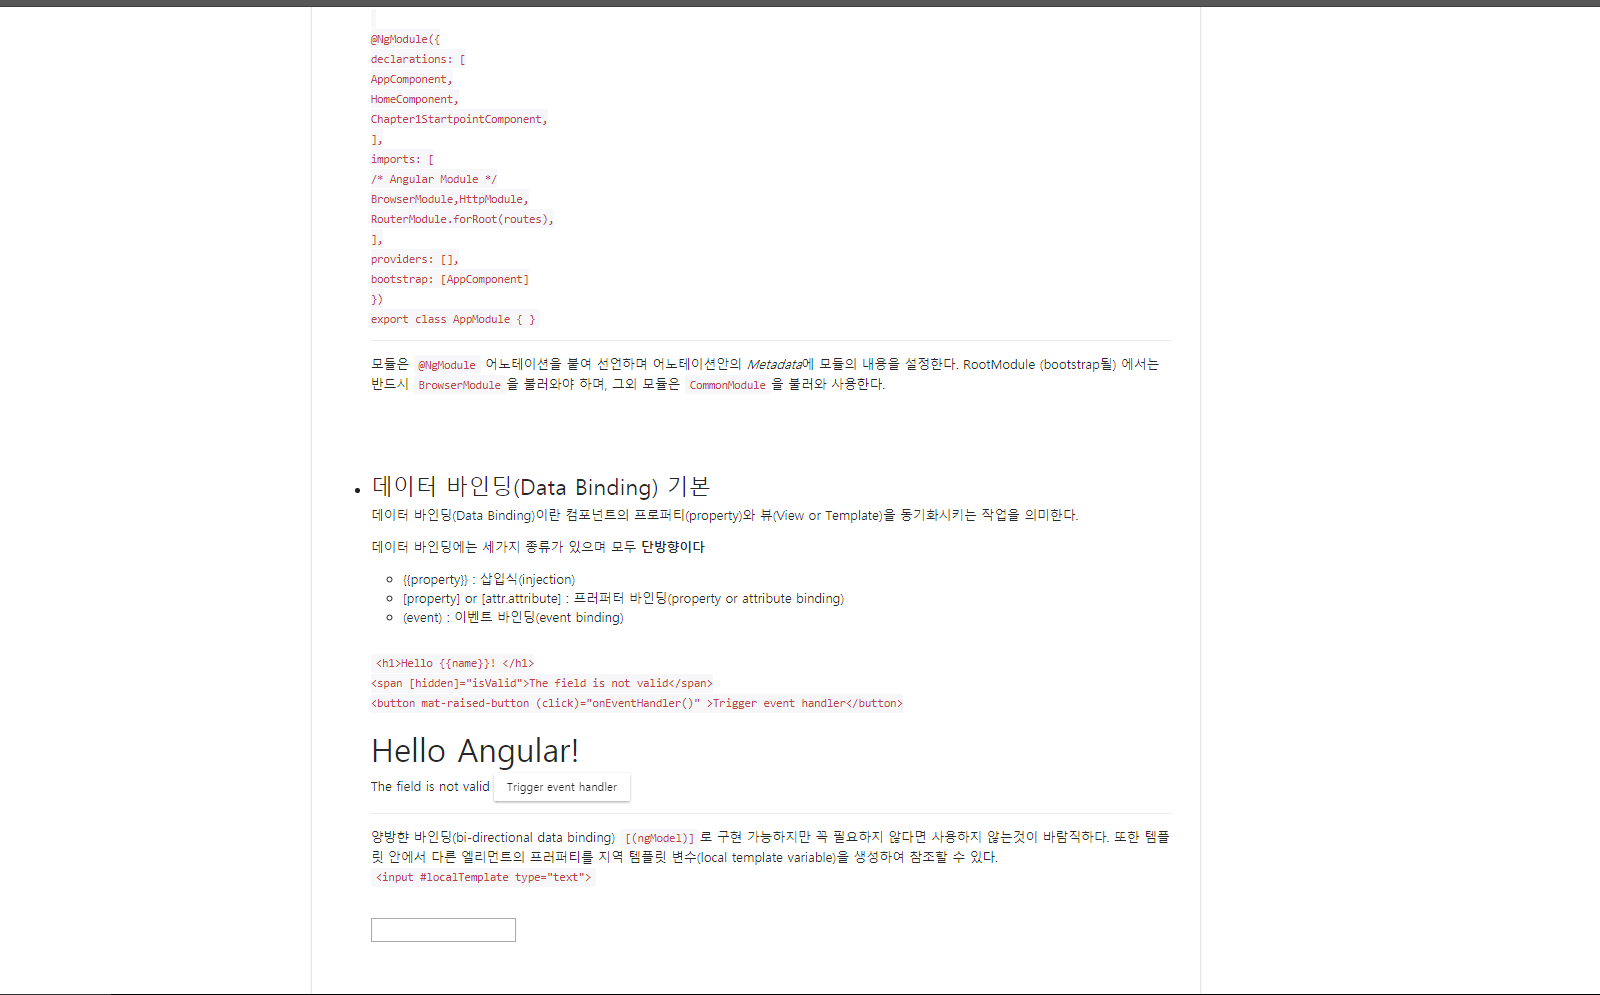 @NgModule({
declarations: [
AppComponent,
HomeComponent,
Chapter1StartpointComponent,
],
imports: [
/* Angular Module */
BrowserModule,HttpModule,
RouterModule.forRoot(routes),
],
providers: [],
bootstrap: [AppComponent]
})
export class AppModule { }
모듈은 @NgModule 어노테이션을 붙여 선언하며 어노테이션안의 Metadata에 모듈의 내용을 설정한다. RootModule (bootstrap될) 에서는
반드시 BrowserModule 을 불러와야 하며, 그외 모듈은 CommonModule 을 불러와 사용한다.
• 데이터 바인딩(Data Binding) 기본
데이터 바인딩(Data Binding)이란 컴포넌트의 프로퍼티(property)와 뷰(View or Template)을 동기화시키는 작업을 의미한다.
데이터 바인딩에는 세가지 종류가 있으며 모두 단방향이다
○ {{property}} : 삽입식(injection)
○ [property] or [attr.attribute] : 프러퍼터 바인딩(property or attribute binding)
○ (event) : 이벤트 바인딩(event binding)
<h1>Hello {{name}}! </h1>
<span [hidden]="isValid">The field is not valid</span>
<button mat-raised-button (click)="onEventHandler()" >Trigger event handler</button>
Hello Angular!
The field is not valid Trigger event handler
양방햔 바인딩(bi-directional data binding) [(ngModel)] 로 구현 가능하지만 꼭 필요하지 않다면 사용하지 않는것이 바람직하다. 또한 템플
릿 안에서 다른 엘리먼트의 프러퍼티를 지역 템플릿 변수(local template variable)을 생성하여 참조할 수 있다.
<input #localTemplate type="text">